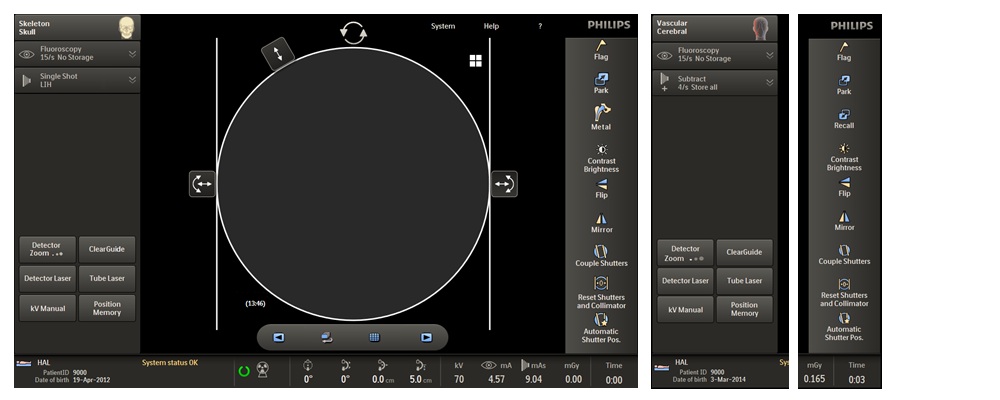 Skeleton
Skull
Fluoroscopy
15/s No Storage
Single Shot
LIH
Detector
Zoom
ClearGuide
Detector Laser
Tube Laser
kV Manual
Position
Memory
System
Help
?
PHILIPS
Flag
Park
Metal
Contrast
Brightness
Flip
Mirror
Couple Shutters
Reset Shutters
and Collimator
Automatic
Shutter Pos.
(13:46)
HAL
PatientID 9000
Date of birth 19-Apr-2012
System status OK
0°
0°
0.0 cm
5.0 cm
kV
70
mA
4.57
mAs
9.04
mGy
0.00
Time
0:00
Vascular
Cerebral
Fluoroscopy
15/s No Storage
Subtract
4/s Store all
Detector
Zoom
ClearGuide
Detector Laser
Tube Laser
kV Manual
Position
Memory
HAL
Patient ID 9000
Date of birth 3-Mar-2014
Sy
PHILIPS
Flag
Park
Recall
Contrast
Brightness
Flip
Mirror
Couple Shutters
Reset Shutters
and Collimator
Automatic
Shutter Pos.
mGy
0.165
Time
0:03